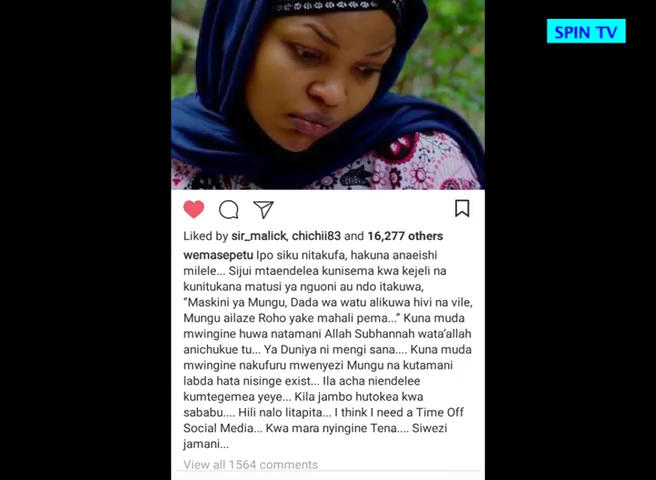 SPIN TV
Liked by sir_malick, chichii83 and 16,277 others
wemasepetu Ipo siku nitakufa, hakuna anaeishi
milele... Sijui mtaendelea kunisema kwa kejeli na
kunitukana matusi ya nguoni au ndo itakuwa,
“Maskini ya Mungu, Dada wa watu alikuwa hivi na vile,
Mungu ailaze Roho yake mahali pema...” Kuna muda
mwingine huwa natamani Allah Subhannah wata’allah
anichukue tu... Ya Duniya ni mengi sana.... Kuna muda
mwingine nakufuru mwenyezi Mungu na kutamani
labda hata nisinge exist... Ila acha niendelee
kumtegemea yeye... Kila jambo hutokea kwa
sababu.... Hili nalo litapita... I think I need a Time Off
Social Media... Kwa mara nyingine Tena.... Siwezi
jamani...
View all 1564 comments